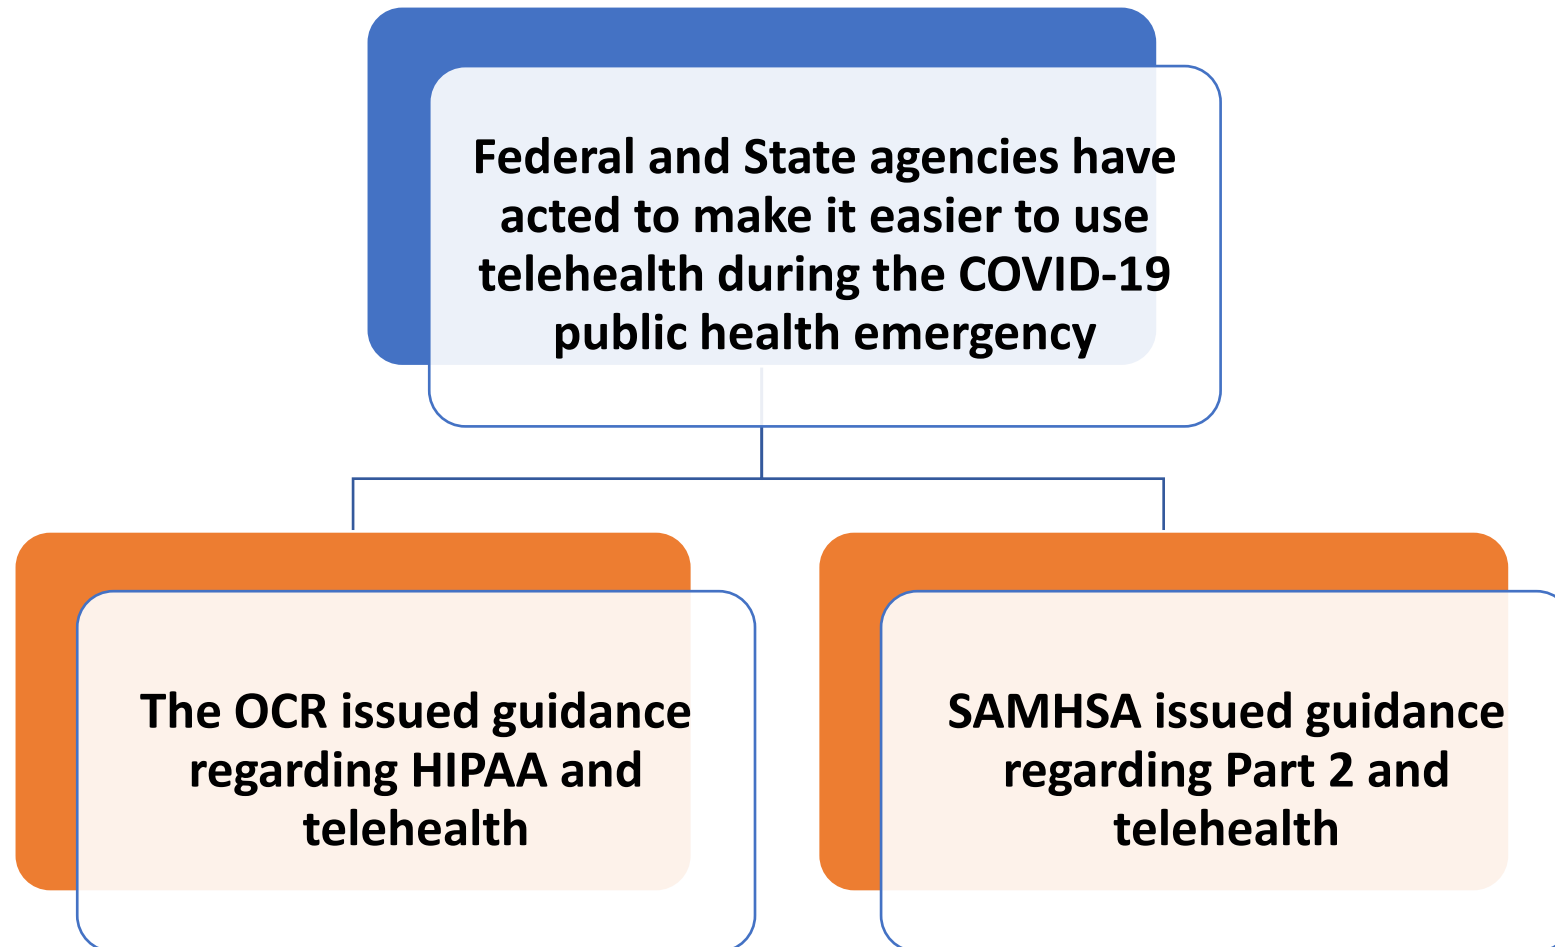 Federal and State agencies have
acted to make it easier to use
telehealth during the COVID-19
public health emergency
The OCR issued guidance
regarding HIPAA and
telehealth
SAMHSA issued guidance
regarding Part 2 and
telehealth